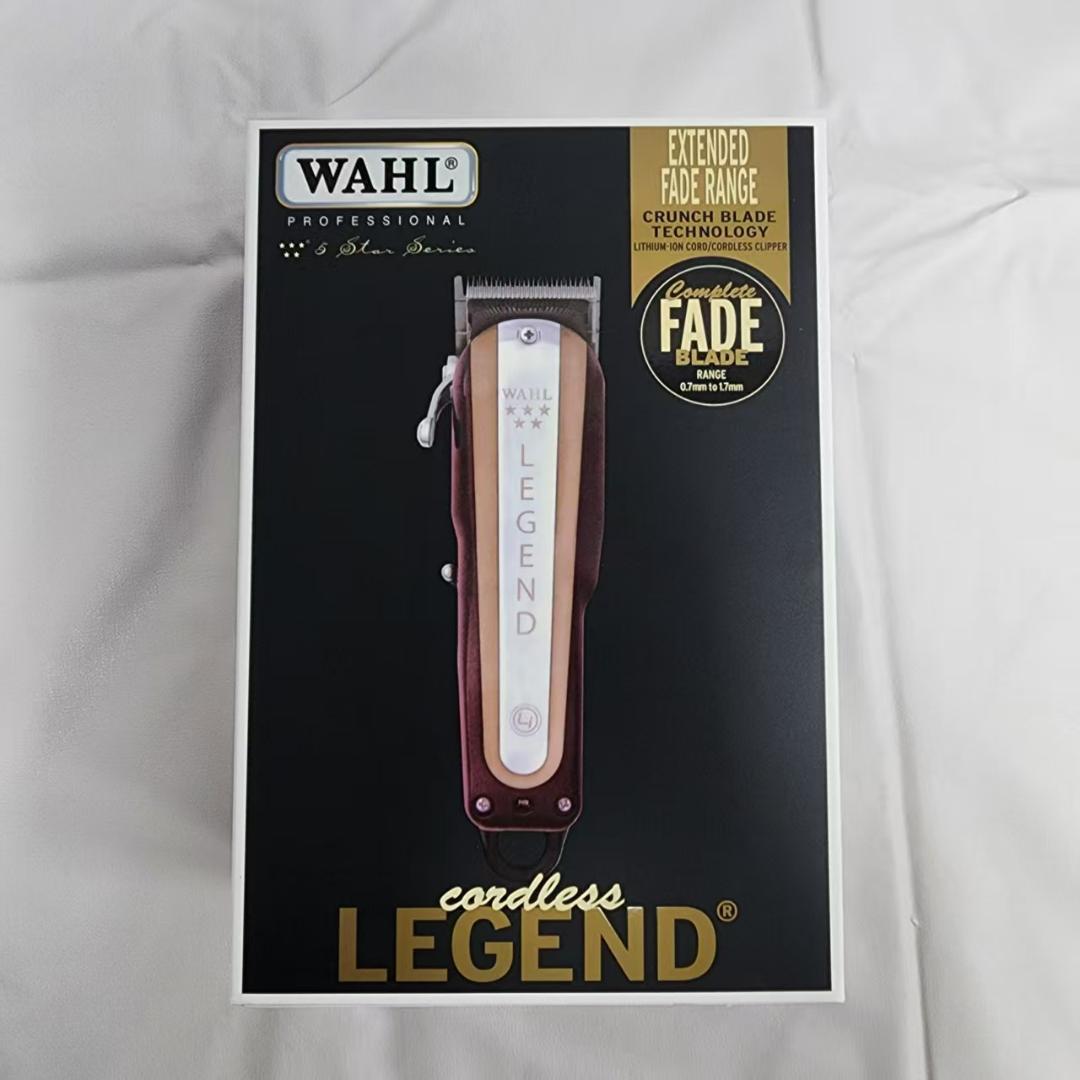 WAHL®
PROFESSIONAL
5 Star Series
EXTENDED
FADE RANGE
CRUNCH BLADE
TECHNOLOGY
LITHIUM-ION CORD/CORDLESS CLIPPER
Complete
FADE
BLADE
RANGE
0.7mm to 1.7mm
WAHL
LEGEND
cordless
LEGEND®